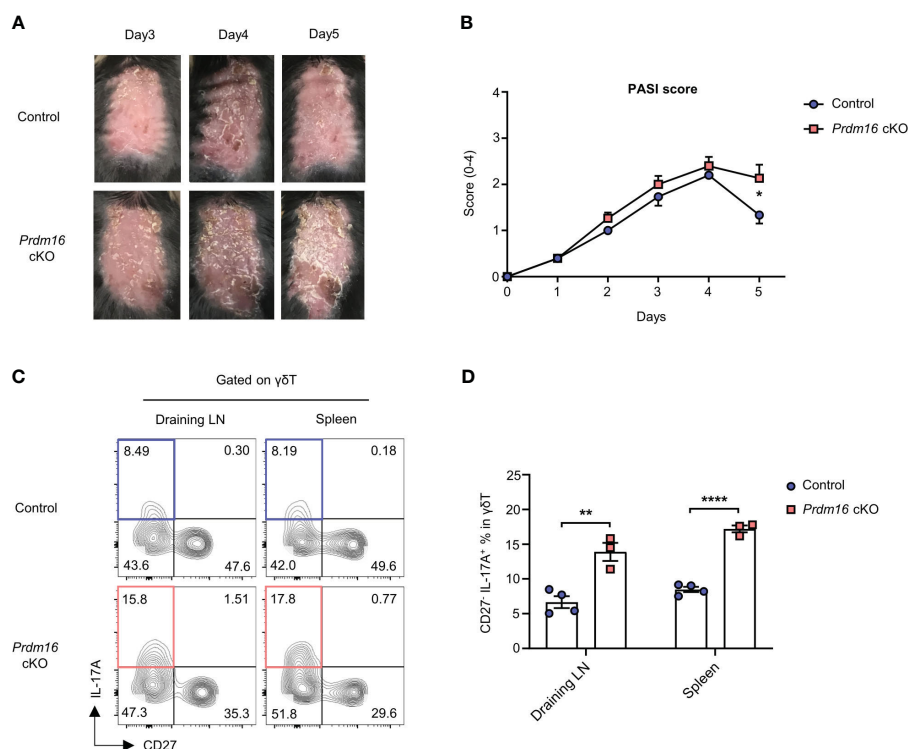 A
Day3 Day4 Day5
Control
Prdm16
cKO
B
PASI score
Score (0-4)
4
3
2
1
0
*
0 1 2 3 4 5
Days
Control
Prdm16 cKO
C
Gated on γδT
Draining LN Spleen
Control
8.49 0.30 8.19 0.18
43.6 47.6 42.0 49.6
Prdm16
cKO
15.8 1.51 17.8 0.77
47.3 35.3 51.8 29.6
IL-17A
CD27
D
CD27⁻ IL-17A⁺ % in γδT
25
20
15
10
5
0
** ****
Draining LN Spleen
Control
Prdm16 cKO